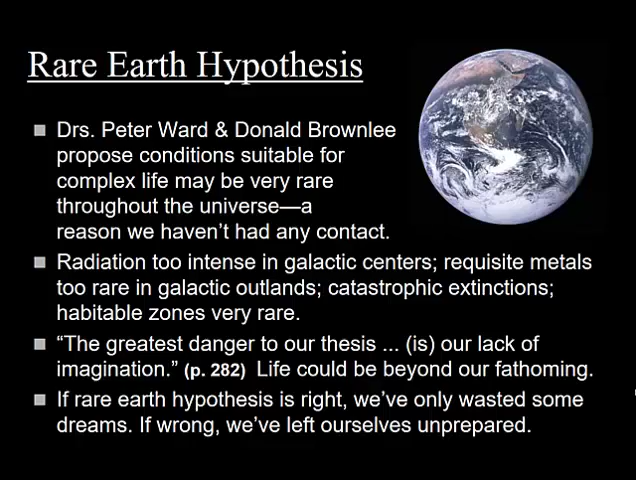 Rare Earth Hypothesis
Drs. Peter Ward & Donald Brownlee
propose conditions suitable for
complex life may be very rare
throughout the universe—a
reason we haven’t had any contact.
Radiation too intense in galactic centers; requisite metals
too rare in galactic outlands; catastrophic extinctions;
habitable zones very rare.
“The greatest danger to our thesis ... (is) our lack of
imagination.” (p. 282)  Life could be beyond our fathoming.
If rare earth hypothesis is right, we’ve only wasted some
dreams. If wrong, we’ve left ourselves unprepared.